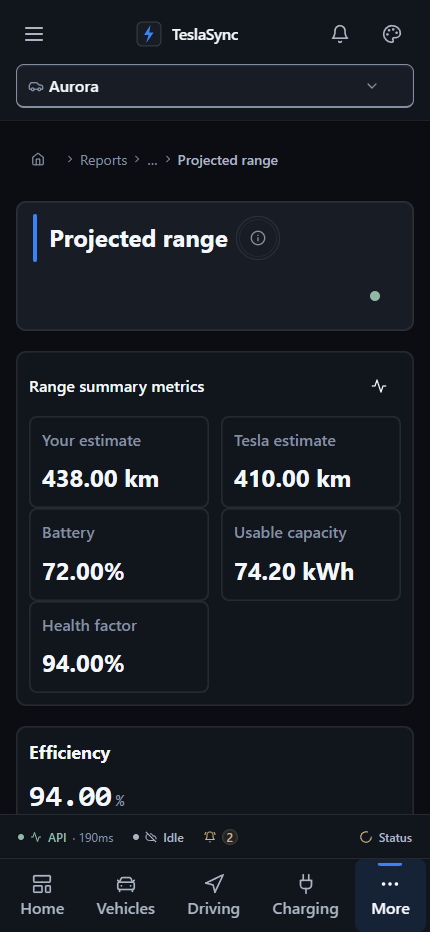 TeslaSync
Aurora
Reports ... Projected range
Projected range
Range summary metrics
Your estimate
438.00 km
Tesla estimate
410.00 km
Battery
72.00%
Usable capacity
74.20 kWh
Health factor
94.00%
Efficiency
94.00 %
API · 190ms Idle 2 Status
Home Vehicles Driving Charging More